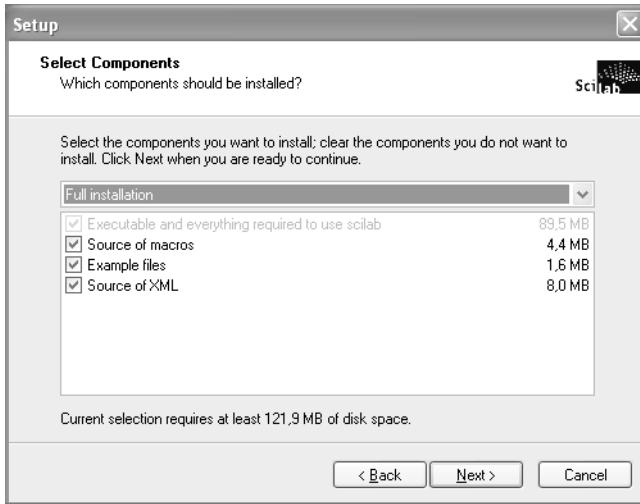 Setup
Select Components
Which components should be installed?
Scilab
Select the components you want to install; clear the components you do not want to
install. Click Next when you are ready to continue.
Full installation
Executable and everything required to use scilab 89,5 MB
Source of macros 4,4 MB
Example files 1,6 MB
Source of XML 8,0 MB
Current selection requires at least 121,9 MB of disk space.
< Back Next > Cancel